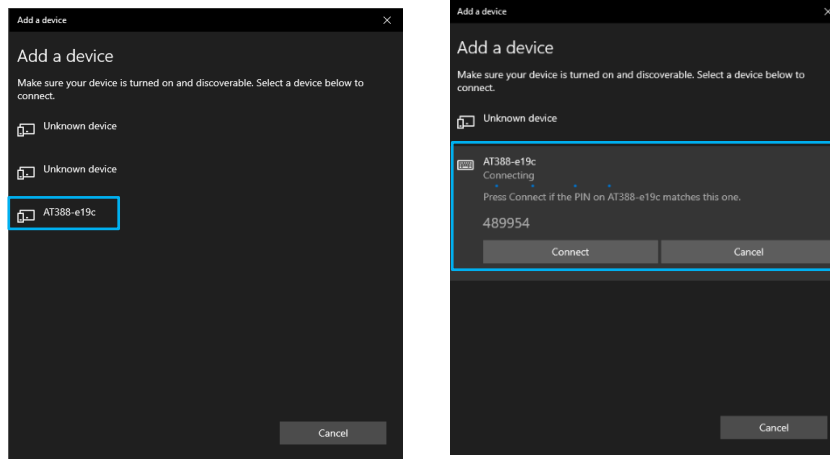 Add a device
Add a device
Make sure your device is turned on and discoverable. Select a device below to
connect.
Unknown device
Unknown device
AT388-e19c
Cancel
Add a device
Add a device
Make sure your device is turned on and discoverable. Select a device below to
connect.
Unknown device
AT388-e19c
Connecting
Press Connect if the PIN on AT388-e19c matches this one.
489954
Connect
Cancel
Cancel